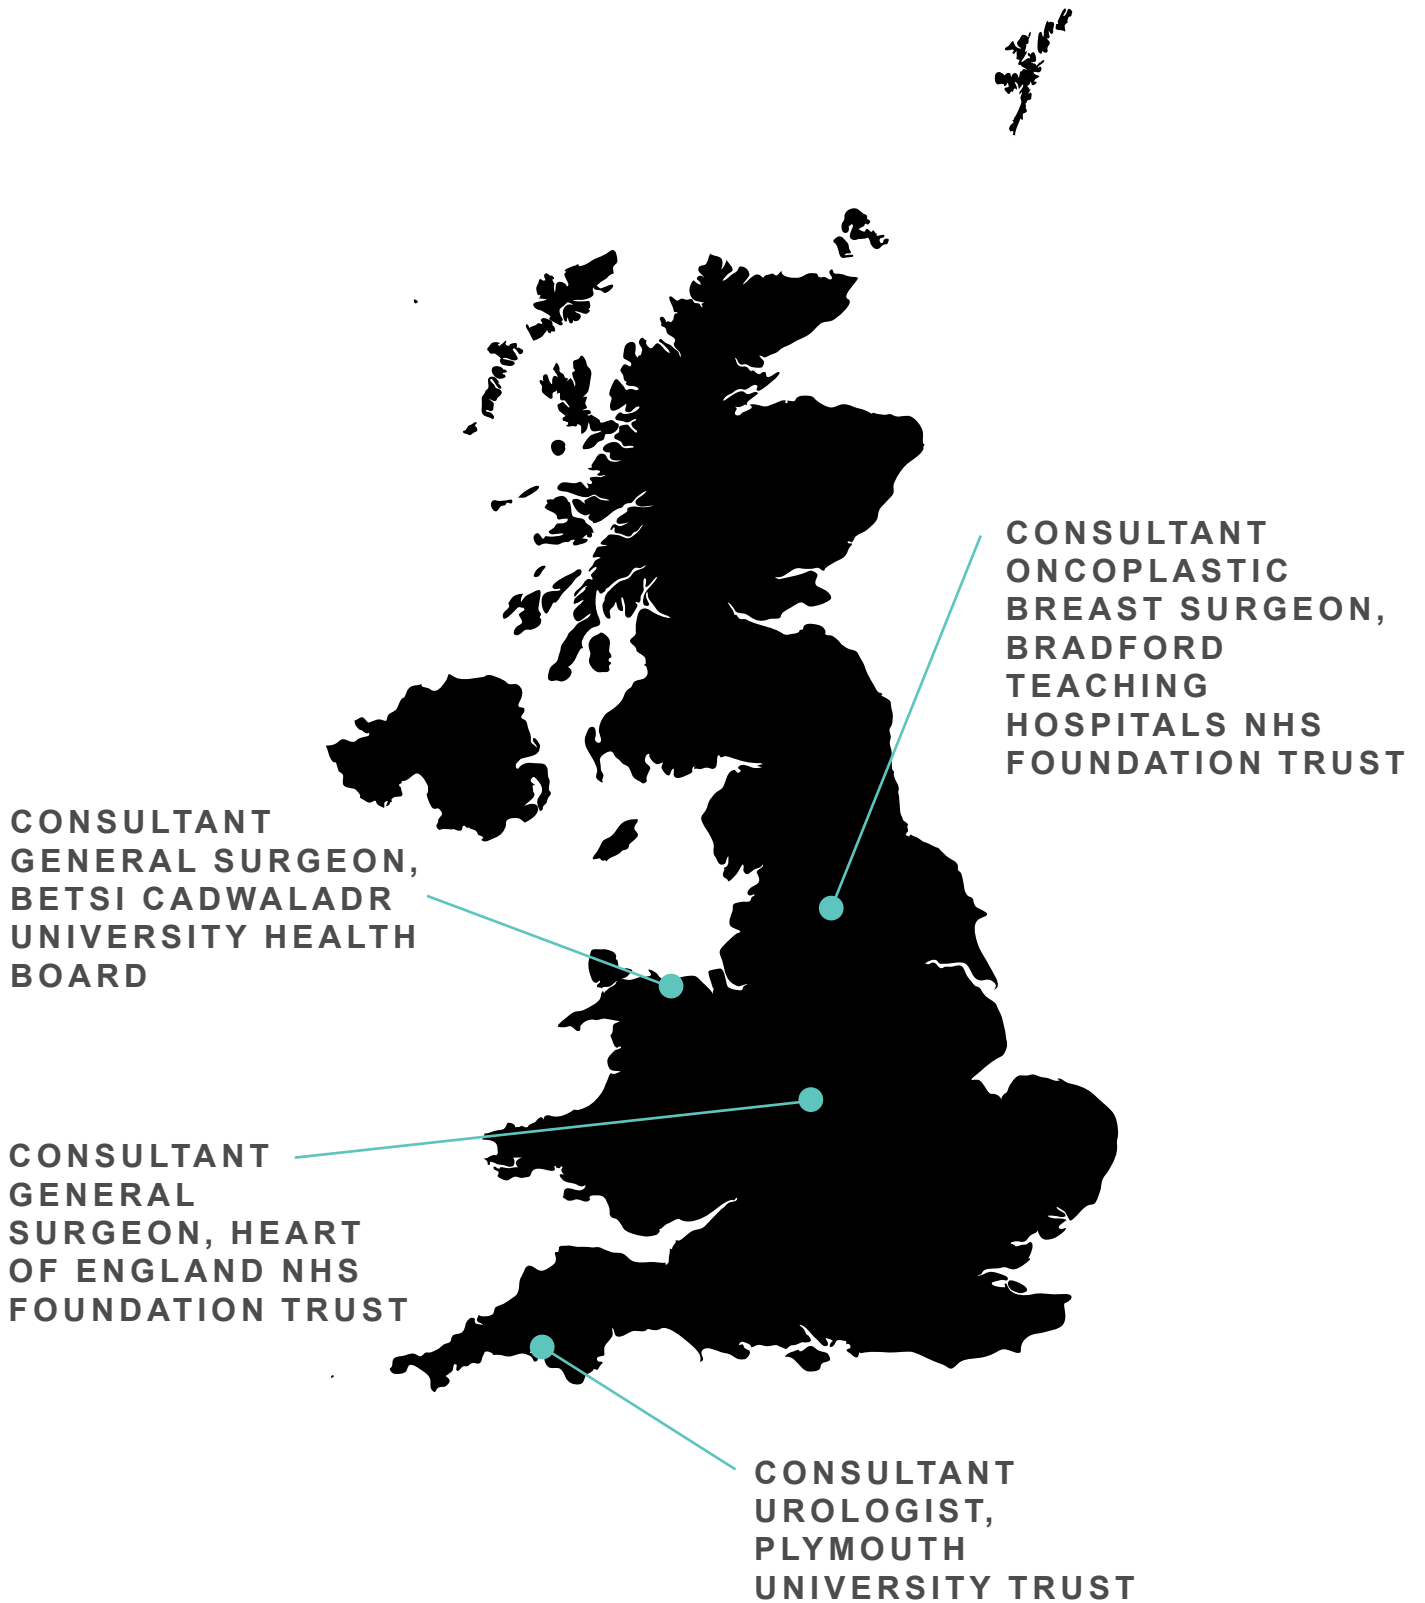 CONSULTANT
ONCOPLASTIC
BREAST SURGEON,
BRADFORD
TEACHING
HOSPITALS NHS
FOUNDATION TRUST
CONSULTANT
GENERAL SURGEON,
BETSI CADWALADR
UNIVERSITY HEALTH
BOARD
CONSULTANT
GENERAL
SURGEON, HEART
OF ENGLAND NHS
FOUNDATION TRUST
CONSULTANT
UROLOGIST,
PLYMOUTH
UNIVERSITY TRUST